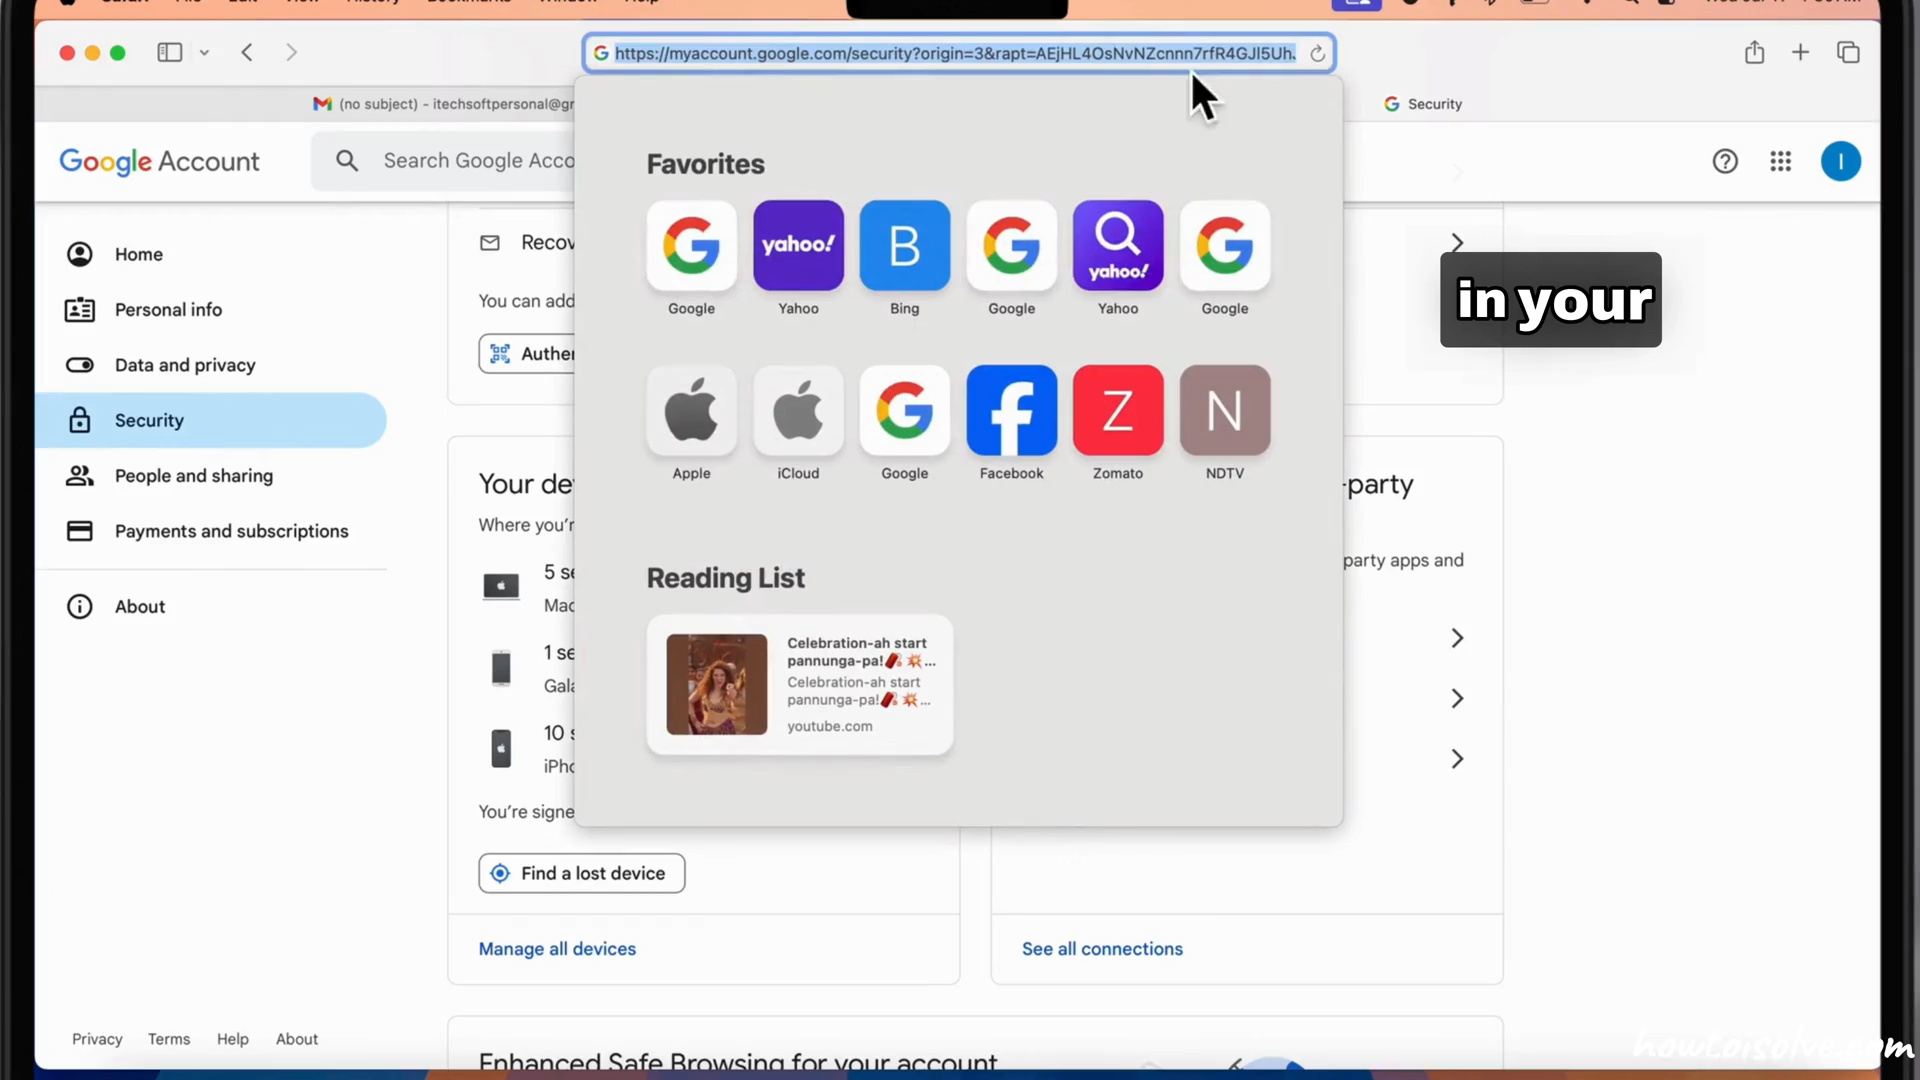 https://myaccount.google.com/security?origin=3&rapt=AEjHL4OsNvNZcnnn7rfR4GJl5Uh.
(no subject) - itechsoftpersonal@gr
Security
Google Account
Search Google Acco
Favorites
Home
Recov
Personal info
You can add
Google
Yahoo
Bing
Google
Yahoo
Google
in your
yahoo!
B
yahoo!
Data and privacy
Auther
Security
Z
N
People and sharing
Apple
iCloud
Google
Facebook
Zomato
NDTV
Your de
-party
Where you're
party apps and
Payments and subscriptions
5 se
Mac
About
Reading List
Celebration-ah start
pannunga-pa!🧨💥...
Celebration-ah start
pannunga-pa!🧨💥...
youtube.com
1 se
Gala
10 s
iPho
You're signe
Find a lost device
Manage all devices
See all connections
Privacy
Terms
Help
About
Enhanced Safe Browsing for your account
howtoisolve.com